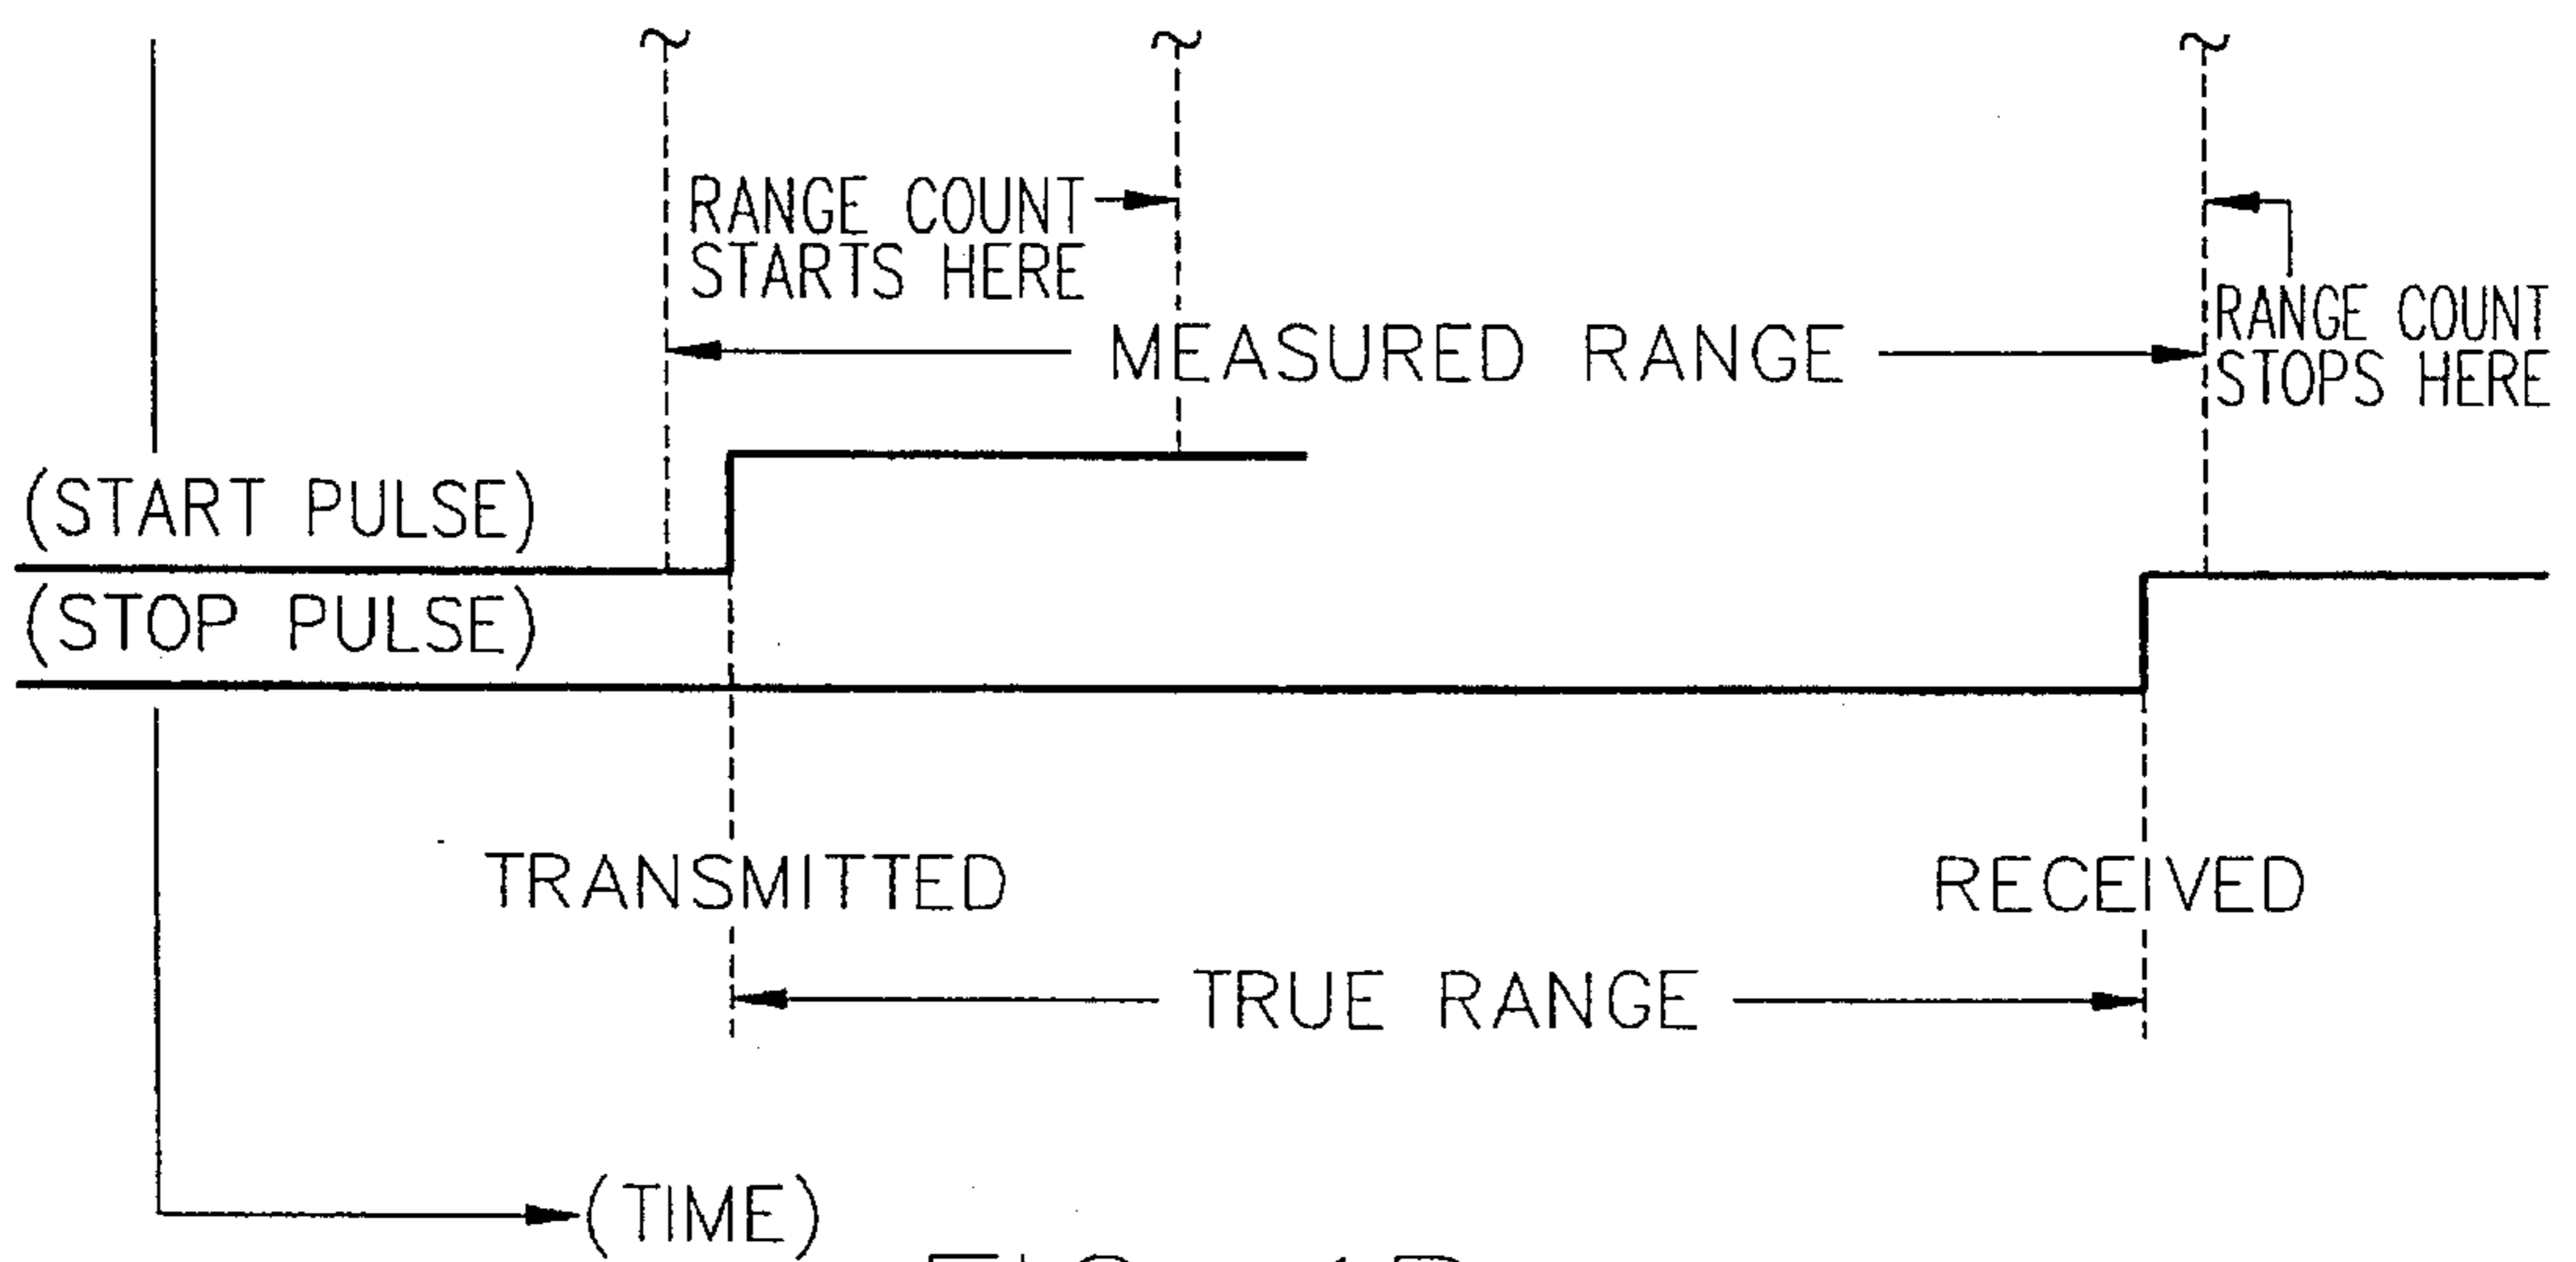 RANGE COUNT
STARTS HERE
MEASURED RANGE
RANGE COUNT
STOPS HERE
(START PULSE)
(STOP PULSE)
TRANSMITTED
RECEIVED
TRUE RANGE
(TIME)